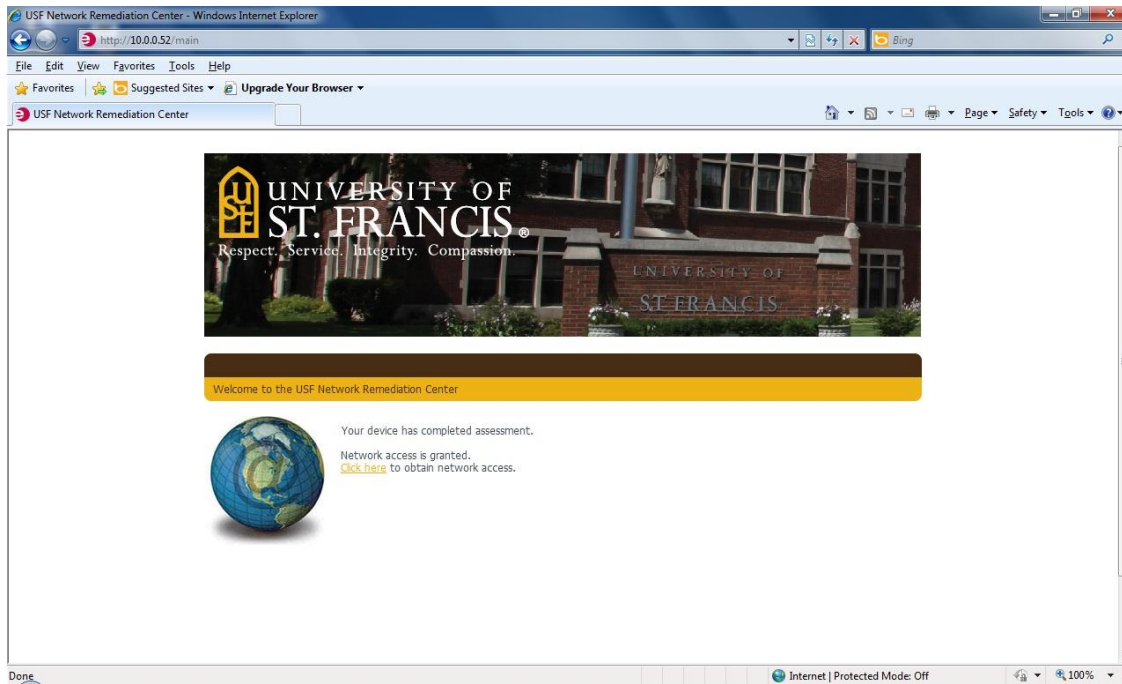 USF Network Remediation Center - Windows Internet Explorer
http://10.0.0.52/main
Bing
File Edit View Favorites Tools Help
Favorites Suggested Sites Upgrade Your Browser
USF Network Remediation Center
Page Safety Tools
USF
UNIVERSITY OF
ST. FRANCIS®
Respect. Service. Integrity. Compassion.
UNIVERSITY OF
ST FRANCIS
Welcome to the USF Network Remediation Center
Your device has completed assessment.
Network access is granted.
Click here to obtain network access.
Done Internet | Protected Mode: Off 100%